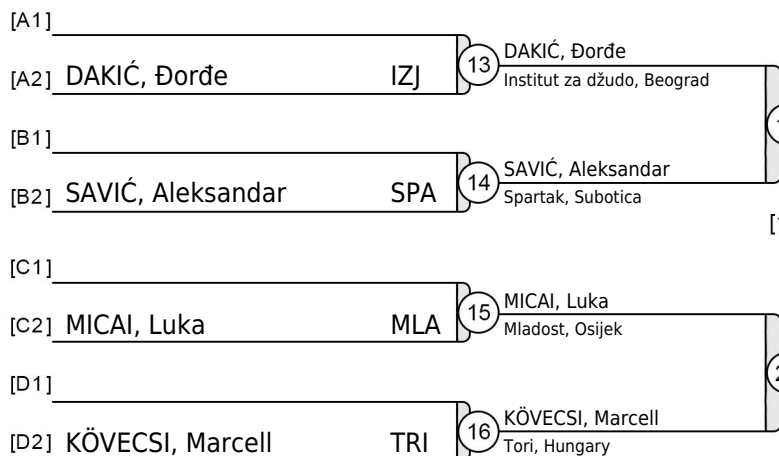 [A1]
13 DAKIĆ, Đorđe
[A2] DAKIĆ, Đorđe IZJ
Institut za džudo, Beograd
[B1]
14 SAVIĆ, Aleksandar
[B2] SAVIĆ, Aleksandar SPA
Spartak, Subotica
[C1]
15 MICAI, Luka
[C2] MICAI, Luka MLA
Mladost, Osijek
[D1]
16 KÖVECSI, Marcell
[D2] KÖVECSI, Marcell TRI
Tori, Hungary